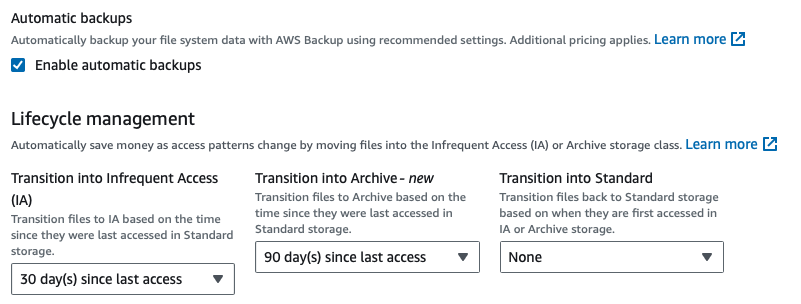 Automatic backups
Automatically backup your file system data with AWS Backup using recommended settings. Additional pricing applies. Learn more
Enable automatic backups
Lifecycle management
Automatically save money as access patterns change by moving files into the Infrequent Access (IA) or Archive storage class. Learn more
Transition into Infrequent Access
(IA)
Transition files to IA based on the time
since they were last accessed in Standard
storage.
30 day(s) since last access
Transition into Archive - new
Transition files to Archive based on the
time since they were last accessed in
Standard storage.
90 day(s) since last access
Transition into Standard
Transition files back to Standard storage
based on when they are first accessed in
IA or Archive storage.
None